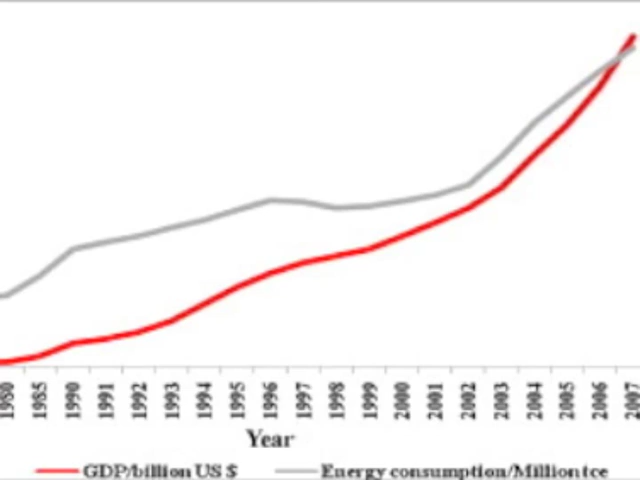 1980 1985 1990 1991 1992 1993 1994 1995 1996 1997 1998 1999 2000 2001 2002 2003 2004 2005 2006 2007
Year
GDP/billion US $ Energy consumption/Million tce